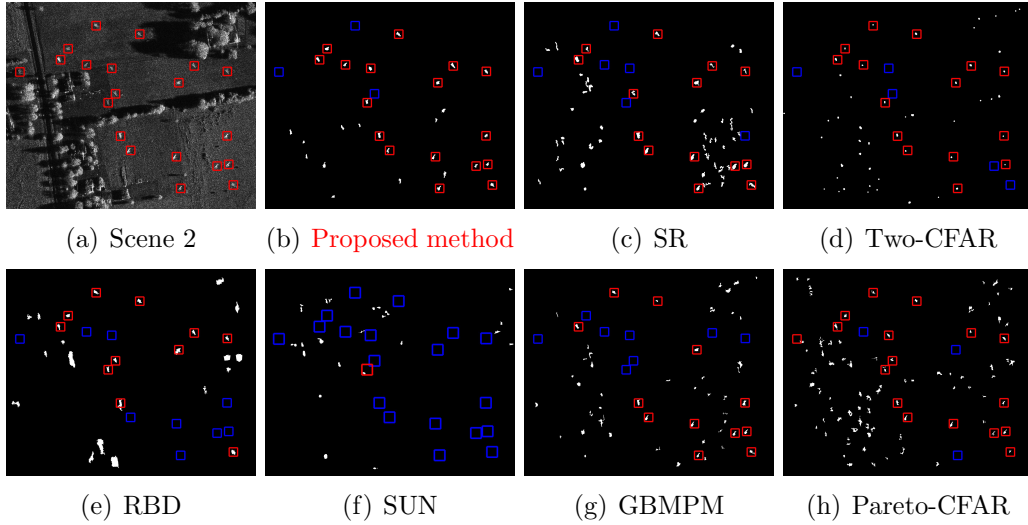 (a) Scene 2
(b) Proposed method
(c) SR
(d) Two-CFAR
(e) RBD
(f) SUN
(g) GBMPM
(h) Pareto-CFAR